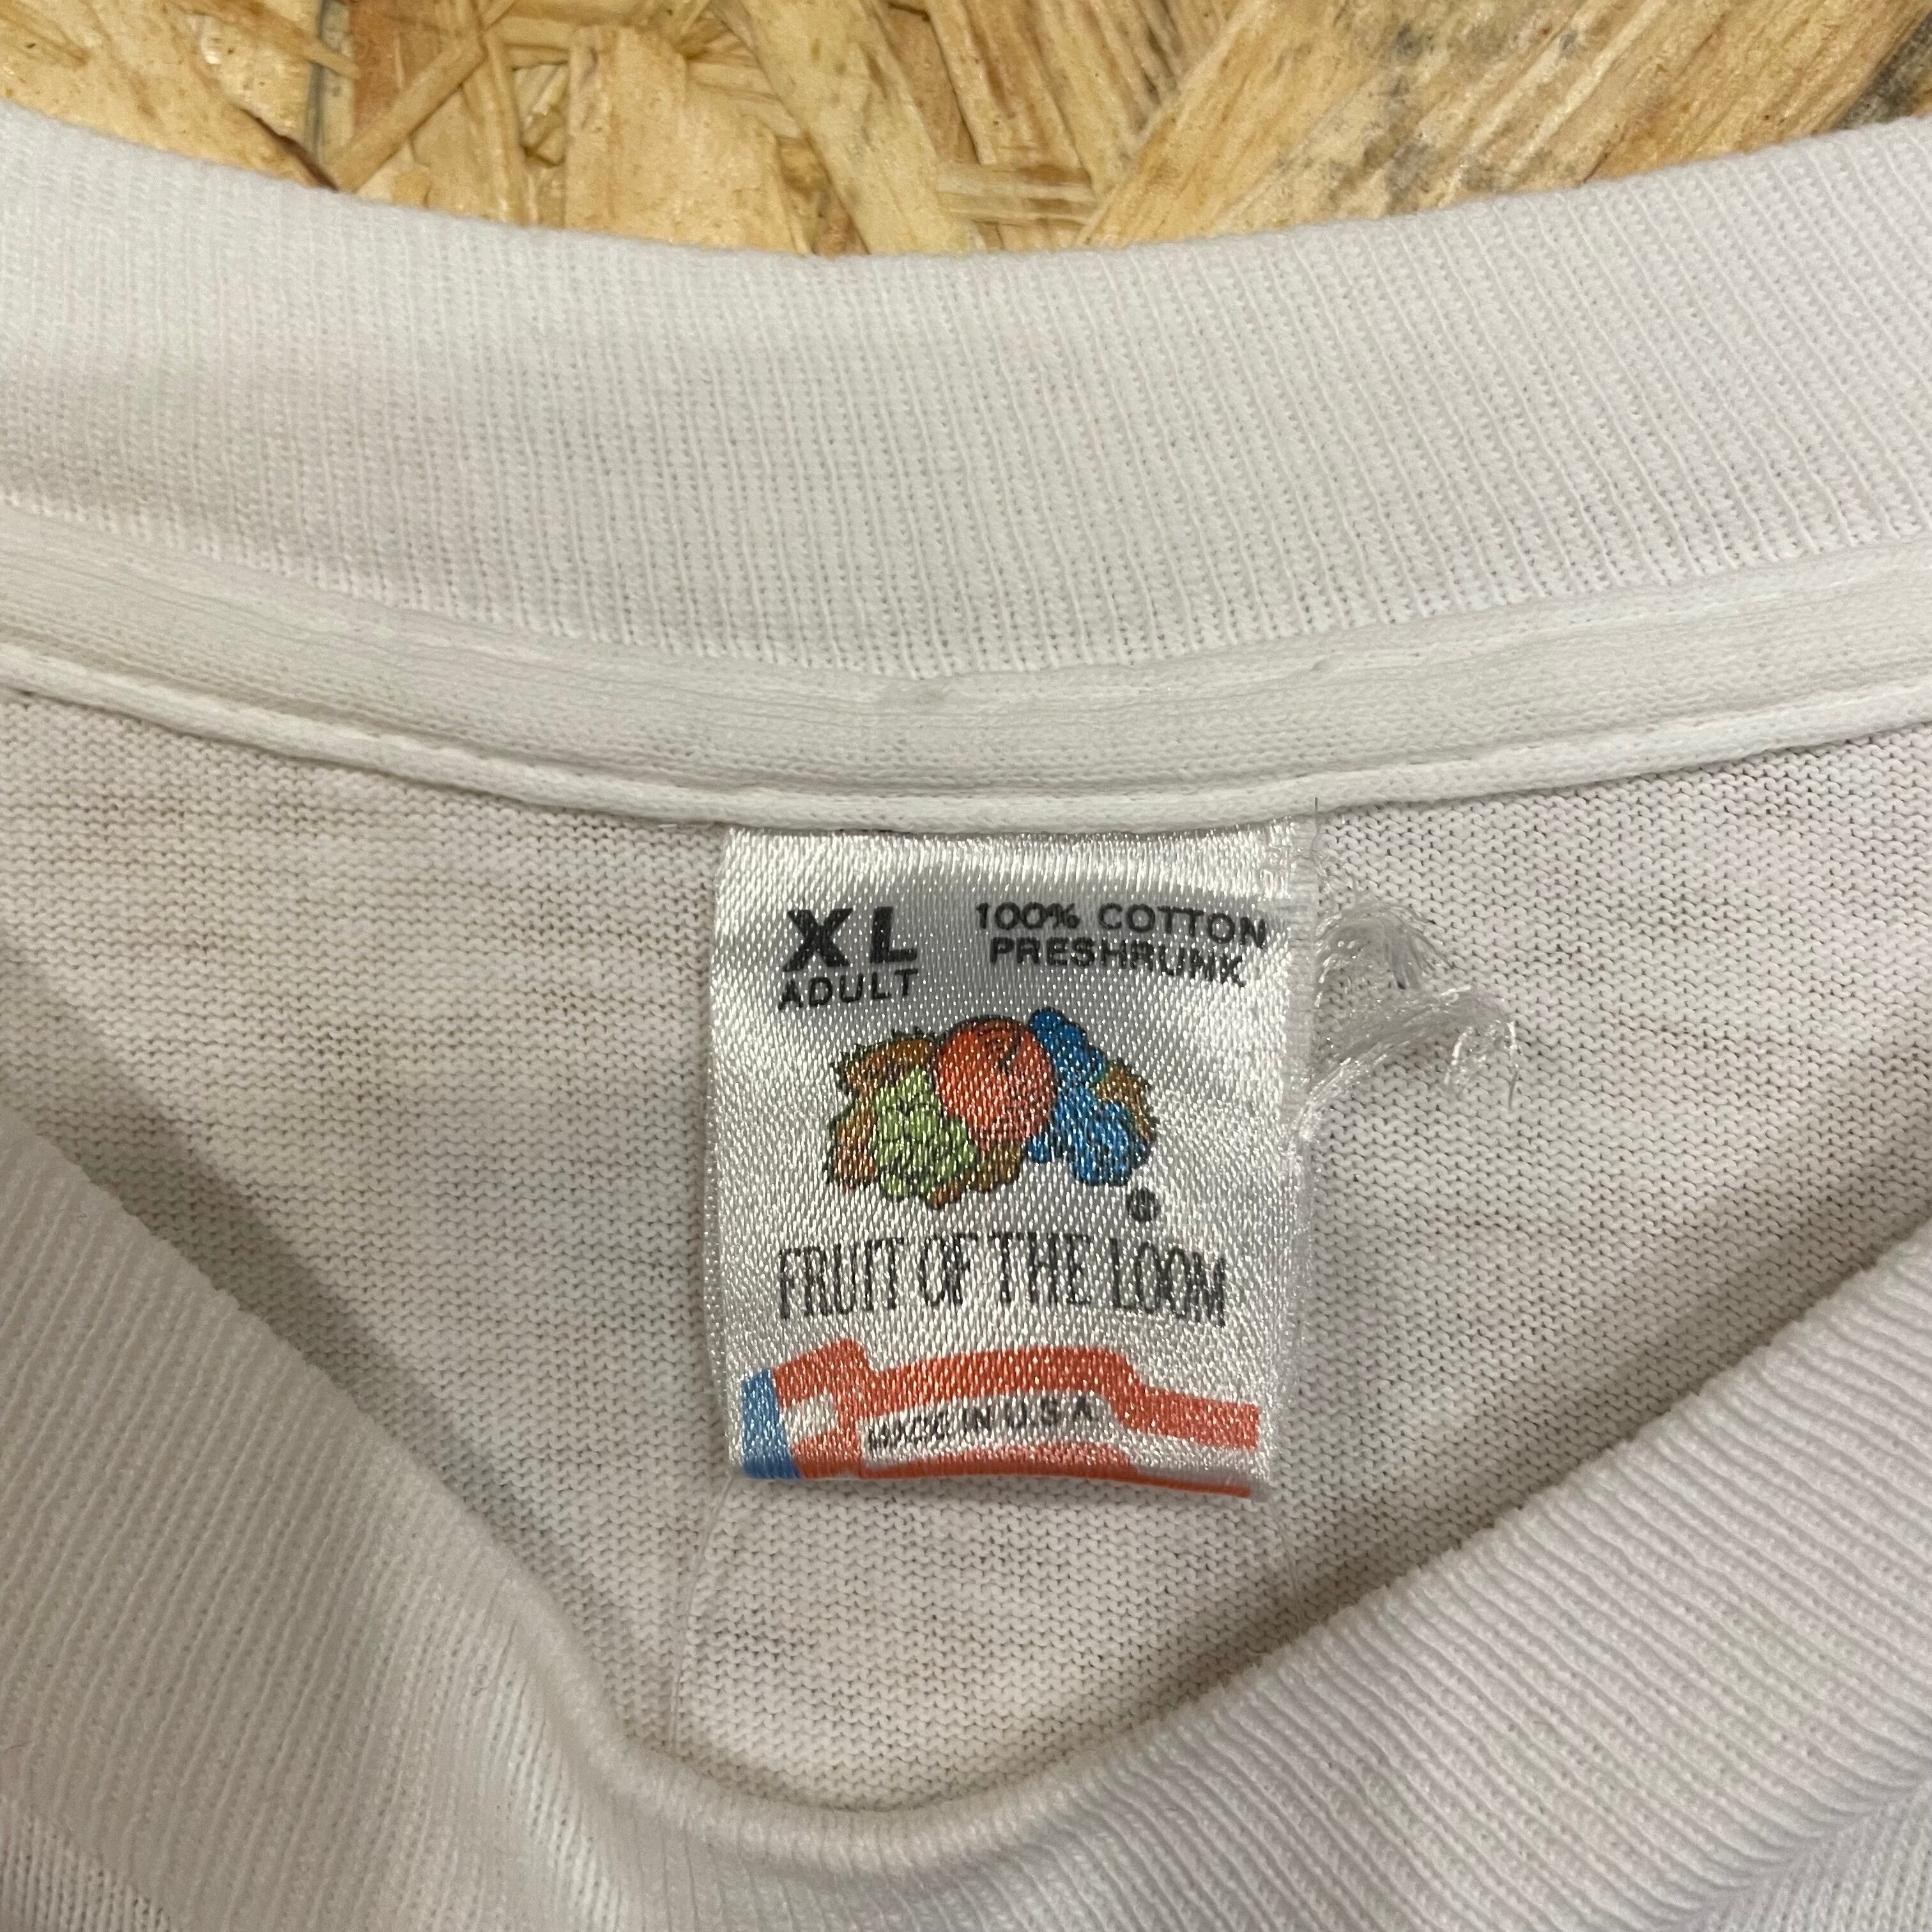 XL
ADULT
100% COTTON
PRESHRUNK
®
FRUIT OF THE LOOM
MADE IN U.S.A.